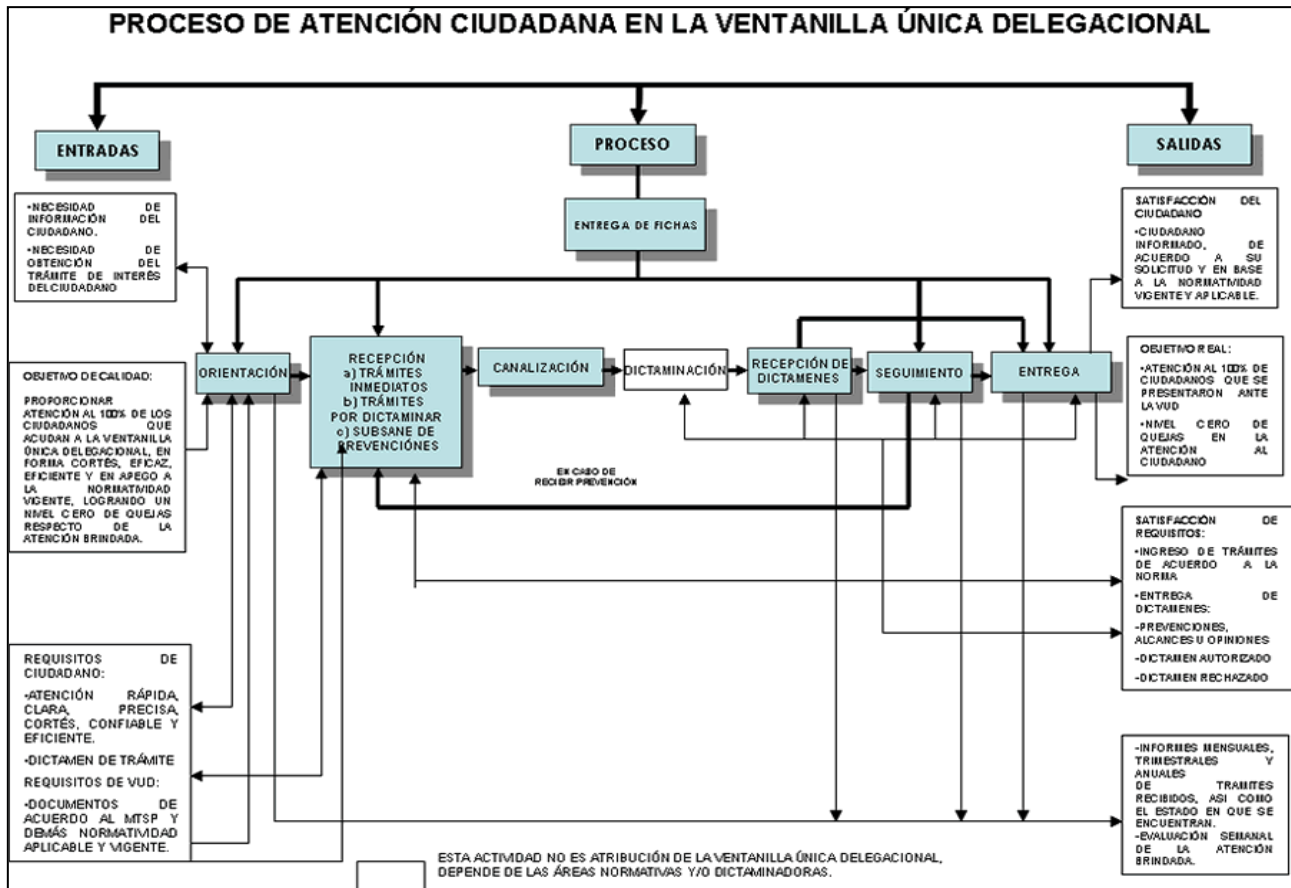 PROCESO DE ATENCIÓN CIUDADANA EN LA VENTANILLA ÚNICA DELEGACIONAL
ENTRADAS
PROCESO
SALIDAS
ENTREGA DE FICHAS
•NECESIDAD DE
INFORMACIÓN DEL
CIUDADANO.
•NECESIDAD DE
OBTENCIÓN DEL
TRÁMITE DE INTERÉS
DELCIUDADANO
SATISFACCIÓN DEL
CIUDADANO
•CIUDADANO
INFORMADO, DE
ACUERDO A SU
SOLICITUD Y EN BASE
A LA NORMATIVIDAD
VIGENTE Y APLICABLE.
OBJETIVO DE CALIDAD:
PROPORCIONAR
ATENCIÓN AL 100% DE LOS
CIUDADANOS QUE
ACUDAN A LA VENTANILLA
ÚNICA DELEGACIONAL, EN
FORMA CORTÉS, EFICAZ,
EFICIENTE Y EN APEGO A
LA NORMATIVIDAD
VIGENTE, LOGRANDO UN
NIVEL CERO DE QUEJAS
RESPECTO DE LA
ATENCIÓN BRINDADA.
ORIENTACIÓN
RECEPCIÓN
a) TRÁMITES
INMEDIATOS
b) TRÁMITES
POR DICTAMINAR
c) SUBSANE DE
PREVENCIÓNES
CANALIZACIÓN
DICTAMINACIÓN
RECEPCIÓN DE
DICTAMENES
SEGUIMIENTO
ENTREGA
OBJETIVO REAL:
•ATENCIÓN AL 100% DE
CIUDADANOS QUE SE
PRESENTARON ANTE
LA VUD
•NIVEL CERO DE
QUEJAS EN LA
ATENCIÓN AL
CIUDADANO
EN CASO DE
RECIBIR PREVENCIÓN
SATISFACCIÓN DE
REQUISITOS:
•INGRESO DE TRÁMITES
DE ACUERDO A LA
NORMA
•ENTREGA DE
DICTAMENES:
-PREVENCIONES,
ALCANCES U OPINIONES
-DICTAMEN AUTORIZADO
-DICTAMEN RECHAZADO
REQUISITOS DE
CIUDADANO:
•ATENCIÓN RÁPIDA,
CLARA, PRECISA,
CORTÉS, CONFIABLE Y
EFICIENTE.
•DICTAMEN DE TRÁMITE
REQUISITOS DE VUD:
•DOCUMENTOS DE
ACUERDO AL MTSP Y
DEMÁS NORMATIVIDAD
APLICABLE Y VIGENTE.
-INFORMES MENSUALES,
TRIMESTRALES Y
ANUALES
DE TRAMITES
RECIBIDOS, ASI COMO
EL ESTADO EN QUE SE
ENCUENTRAN.
-EVALUACIÓN SEMANAL
DE LA ATENCIÓN
BRINDADA.
ESTA ACTIVIDAD NO ES ATRIBUCIÓN DE LA VENTANILLA ÚNICA DELEGACIONAL,
DEPENDE DE LAS ÁREAS NORMATIVAS Y/O DICTAMINADORAS.